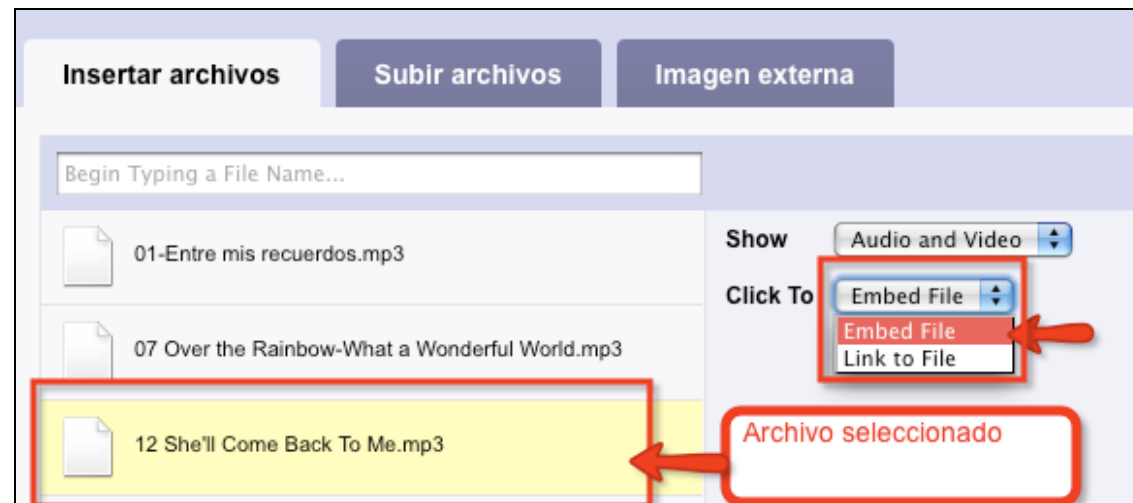 Insertar archivos
Subir archivos
Imagen externa
Begin Typing a File Name...
01-Entre mis recuerdos.mp3
Show
Audio and Video
Click To
Embed File
Embed File
Link to File
07 Over the Rainbow-What a Wonderful World.mp3
12 She'll Come Back To Me.mp3
Archivo seleccionado